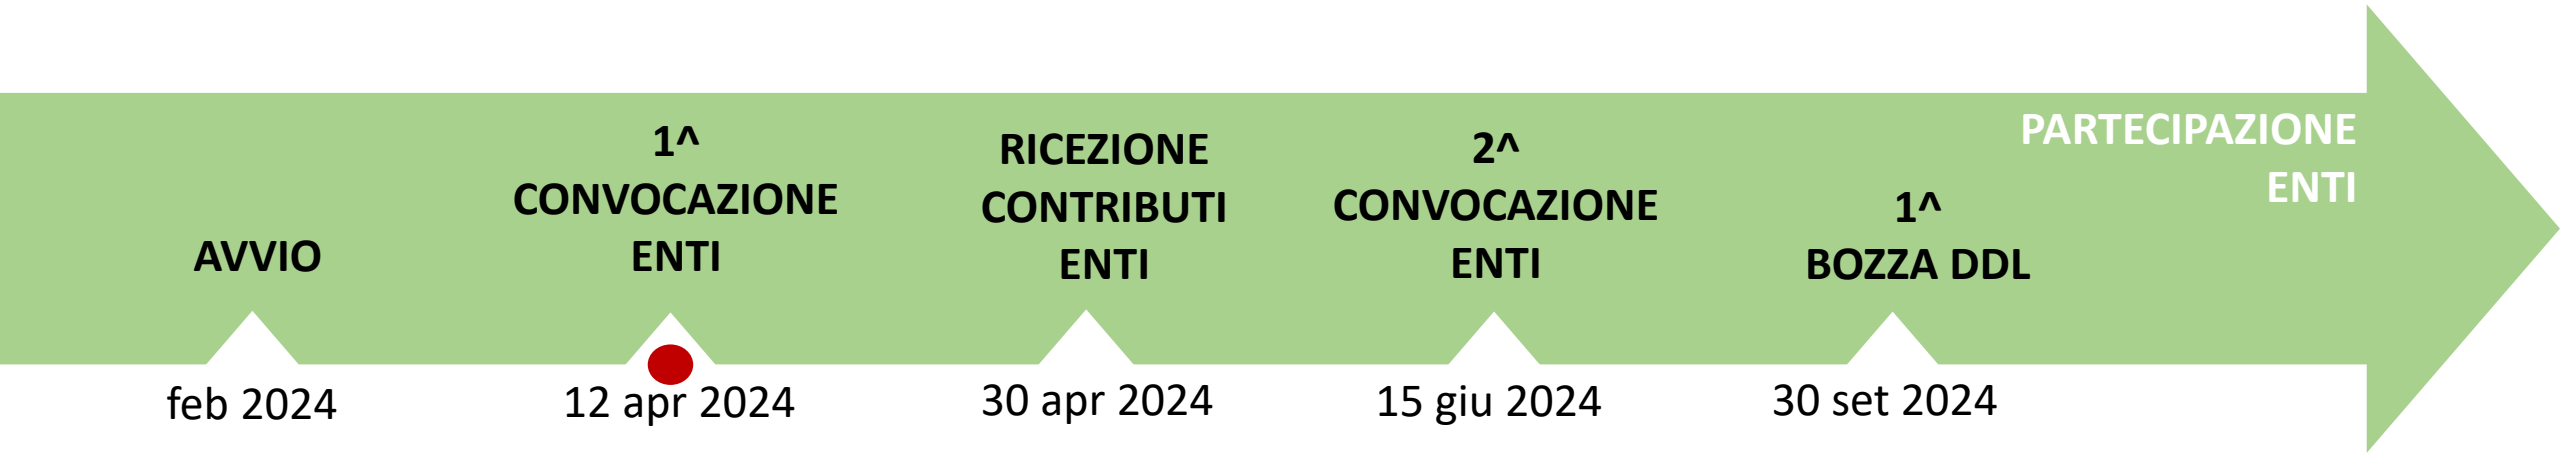 AVVIO
feb 2024
1^
CONVOCAZIONE
ENTI
12 apr 2024
RICEZIONE
CONTRIBUTI
ENTI
30 apr 2024
2^
CONVOCAZIONE
ENTI
15 giu 2024
1^
BOZZA DDL
30 set 2024
PARTECIPAZIONE
ENTI